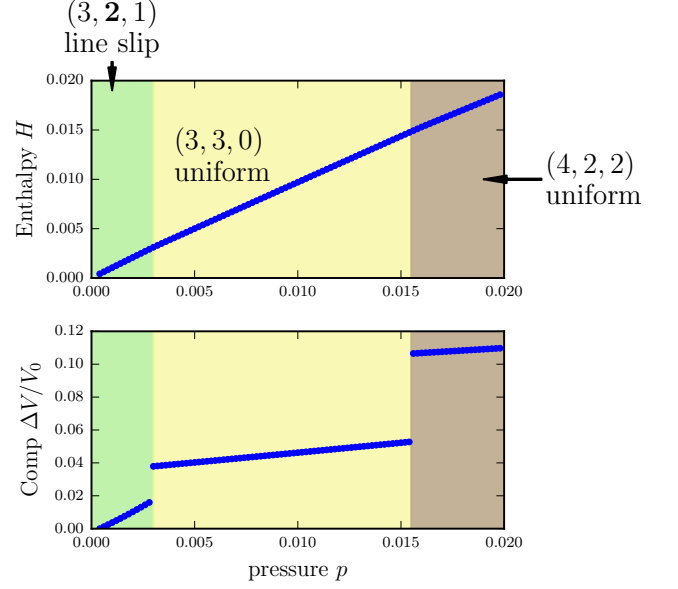 (3, 2, 1)
line slip
Enthalpy H
0.020
0.015
0.010
0.005
0.000
(3, 3, 0)
uniform
(4, 2, 2)
uniform
0.000 0.005 0.010 0.015 0.020
Comp ΔV/V₀
0.12
0.10
0.08
0.06
0.04
0.02
0.00
0.000 0.005 0.010 0.015 0.020
pressure p